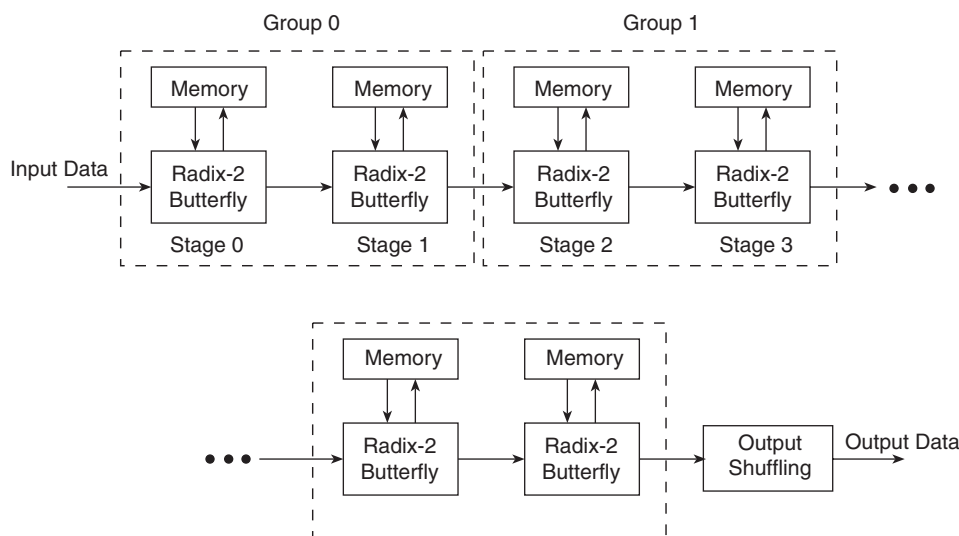 Group 0
Group 1
Memory
Memory
Memory
Memory
Input Data
Radix-2
Butterfly
Radix-2
Butterfly
Radix-2
Butterfly
Radix-2
Butterfly
Stage 0
Stage 1
Stage 2
Stage 3
Memory
Memory
Radix-2
Butterfly
Radix-2
Butterfly
Output
Shuffling
Output Data